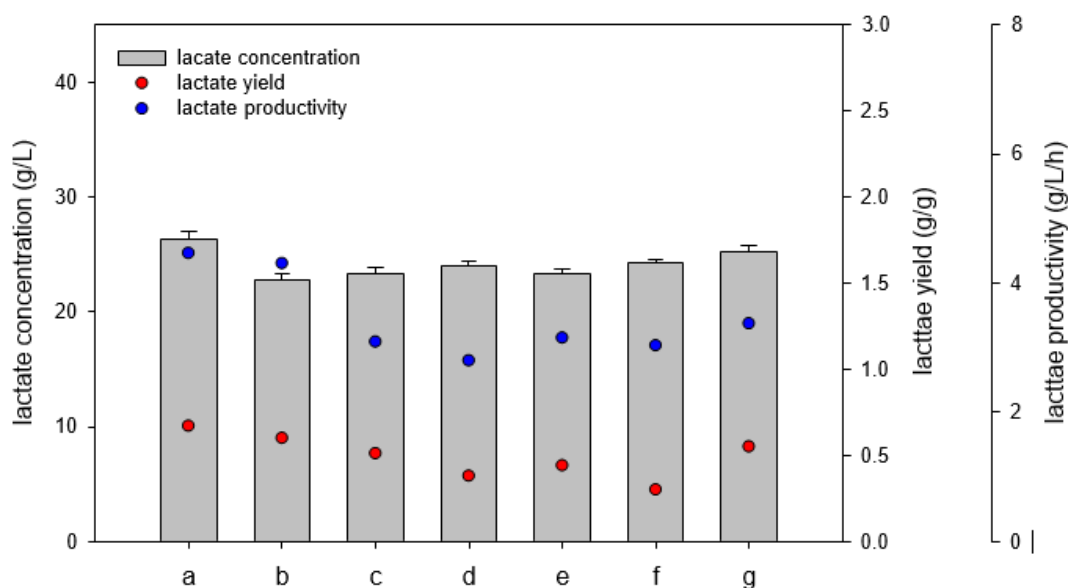 lacate concentration
lactate yield
lactate productivity
lactate concentration (g/L)
40
30
20
10
0
a b c d e f g
3.0
2.5
2.0
1.5
1.0
0.5
0.0
lacttae yield (g/g)
8
6
4
2
0
lacttae productivity (g/L/h)